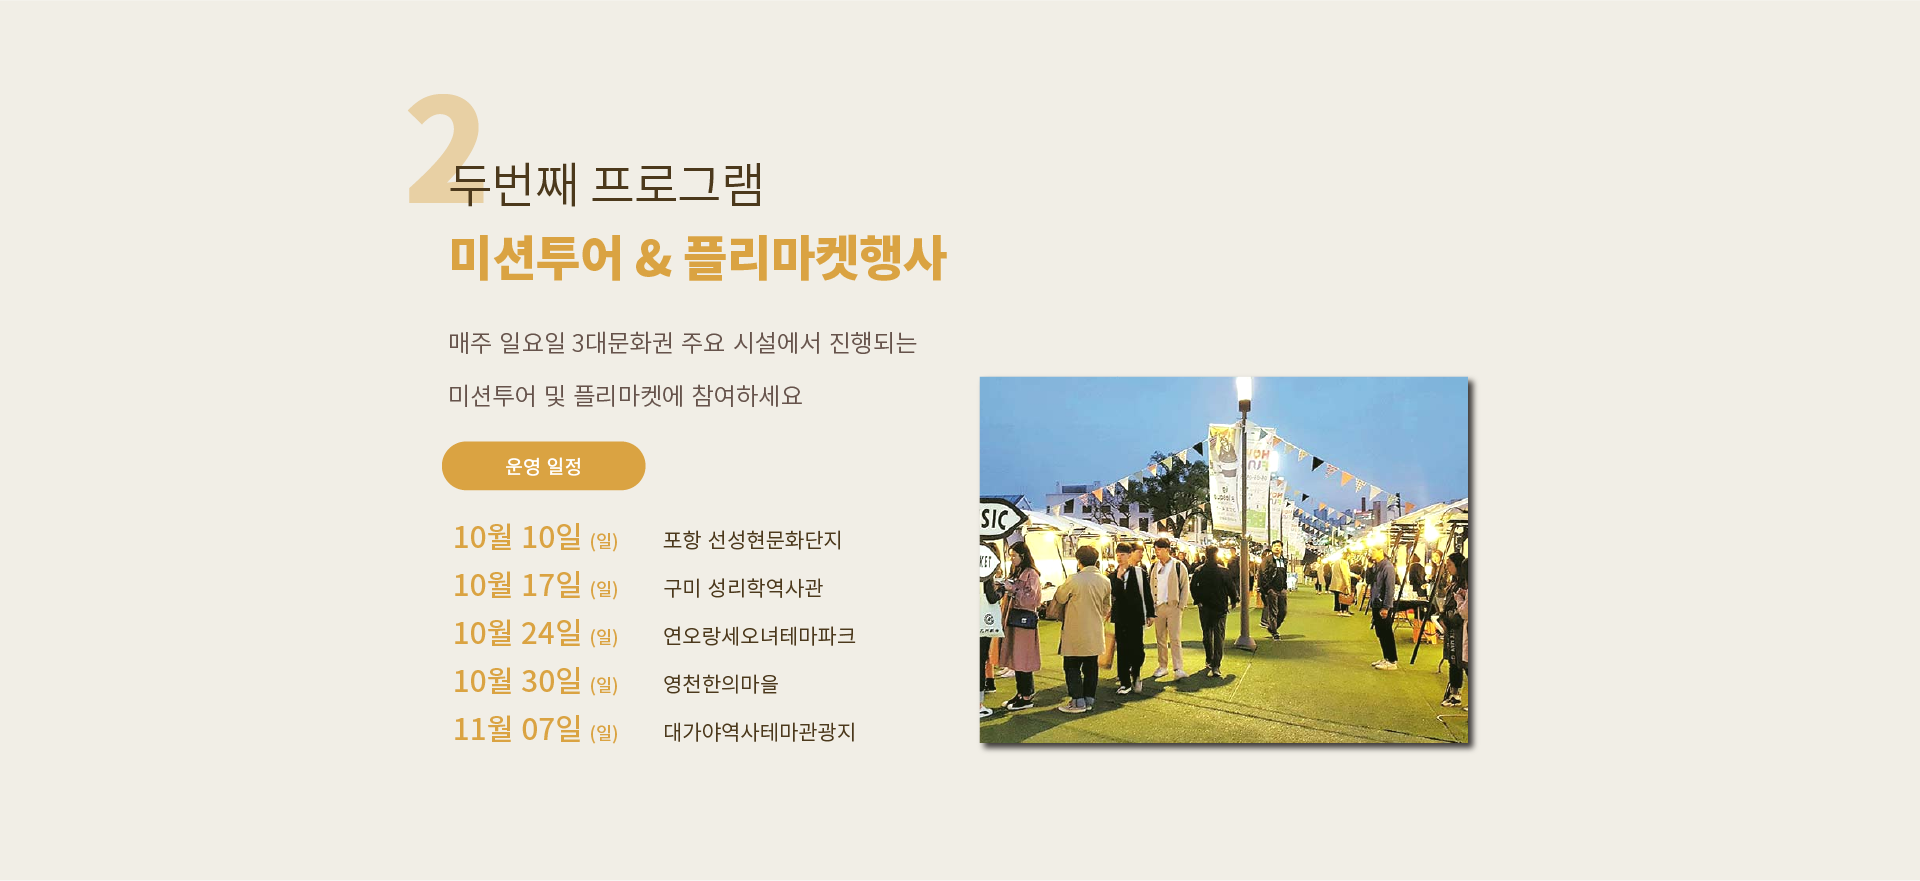 2
두번째 프로그램
미션투어 & 플리마켓행사
매주 일요일 3대문화권 주요 시설에서 진행되는
미션투어 및 플리마켓에 참여하세요
운영 일정
10월 10일 (일) 포항 선성현문화단지
10월 17일 (일) 구미 성리학역사관
10월 24일 (일) 연오랑세오녀테마파크
10월 30일 (일) 영천한의마을
11월 07일 (일) 대가야역사테마관광지
SIC
KET